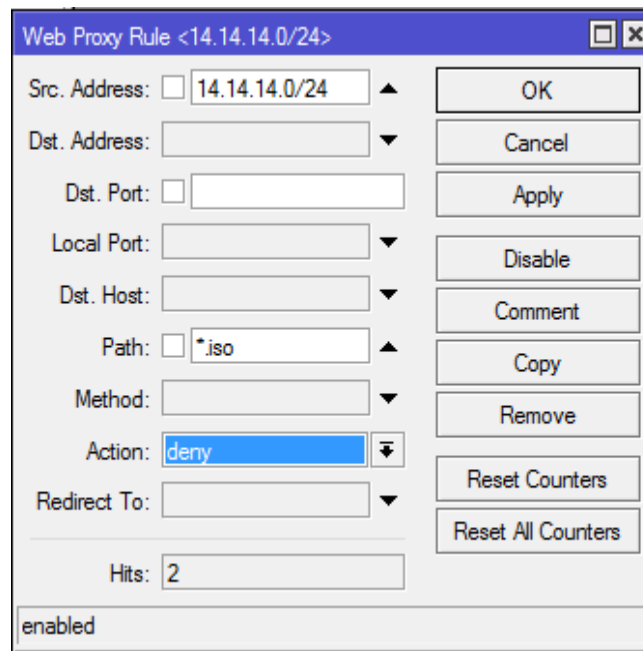 Web Proxy Rule <14.14.14.0/24>
Src. Address: 14.14.14.0/24
OK
Dst. Address:
Cancel
Dst. Port:
Apply
Local Port:
Disable
Dst. Host:
Comment
Path: *.iso
Copy
Method:
Remove
Action: deny
Reset Counters
Redirect To:
Reset All Counters
Hits: 2
enabled